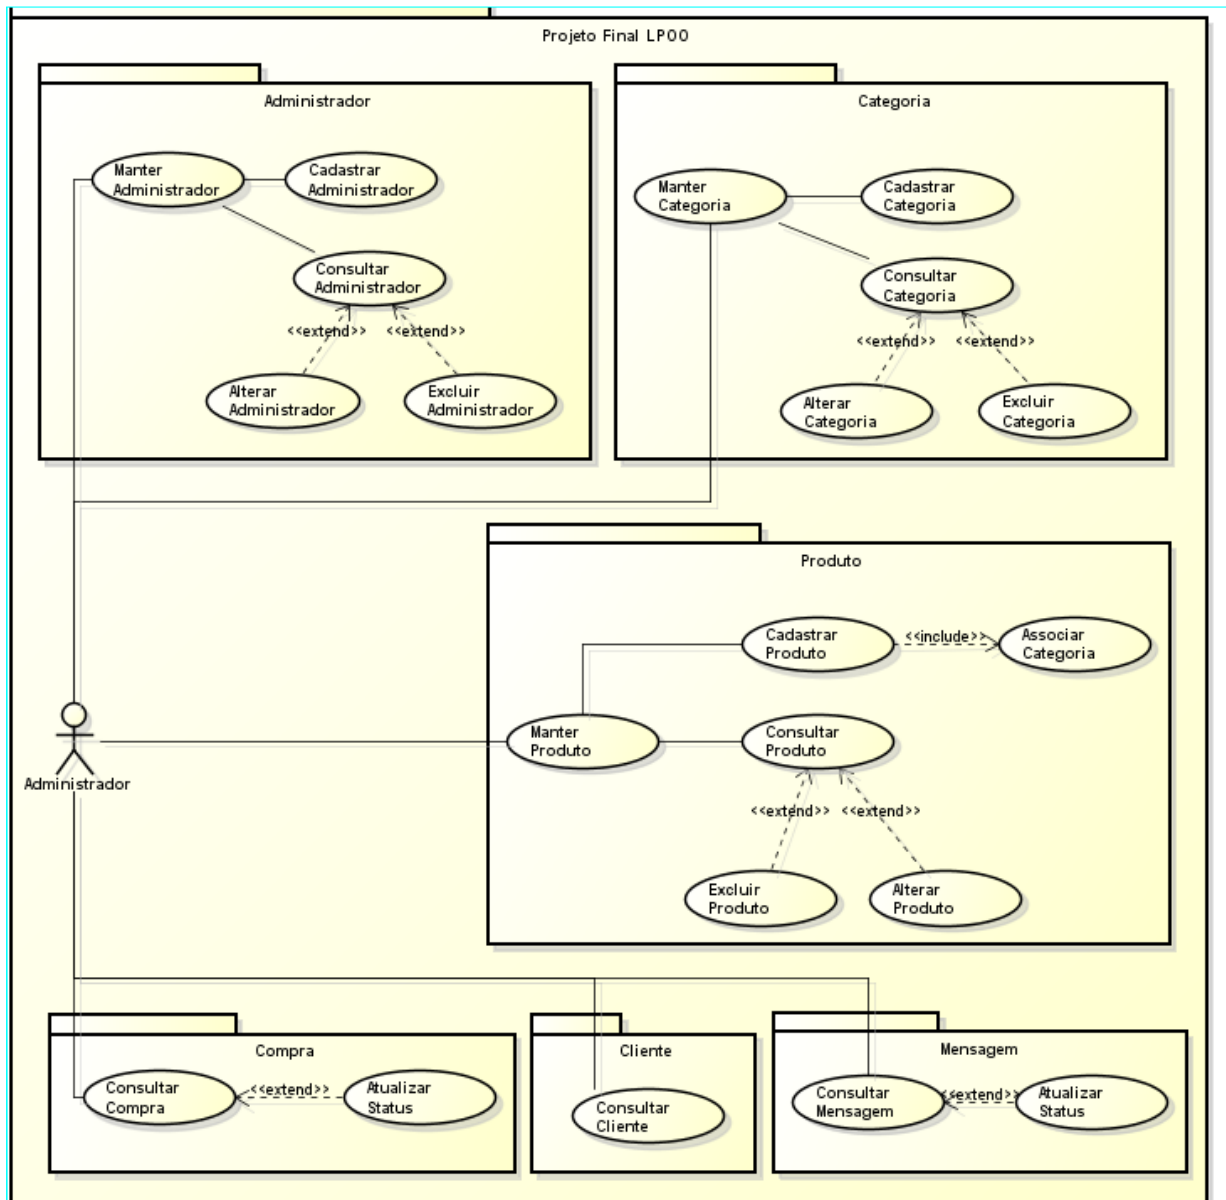 Projeto Final LPOO
Administrador
Manter
Administrador
Cadastrar
Administrador
Consultar
Administrador
<<extend>>
<<extend>>
Alterar
Administrador
Excluir
Administrador
Categoria
Manter
Categoria
Cadastrar
Categoria
Consultar
Categoria
<<extend>>
<<extend>>
Alterar
Categoria
Excluir
Categoria
Produto
Cadastrar
Produto
<<include>>
Associar
Categoria
Manter
Produto
Consultar
Produto
<<extend>>
<<extend>>
Excluir
Produto
Alterar
Produto
Administrador
Compra
Consultar
Compra
<<extend>>
Atualizar
Status
Cliente
Consultar
Cliente
Mensagem
Consultar
Mensagem
<<extend>>
Atualizar
Status